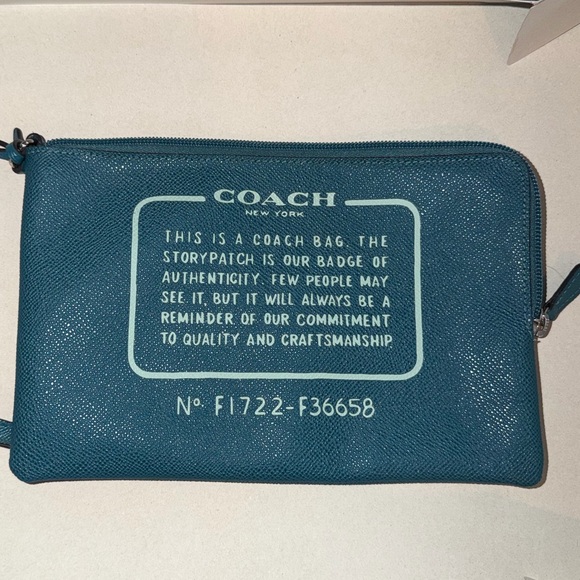 COACH
NEW YORK
THIS IS A COACH BAG. THE
STORYPATCH IS OUR BADGE OF
AUTHENTICITY. FEW PEOPLE MAY
SEE IT, BUT IT WILL ALWAYS BE A
REMINDER OF OUR COMMITMENT
TO QUALITY AND CRAFTSMANSHIP
Nº F1722-F36658